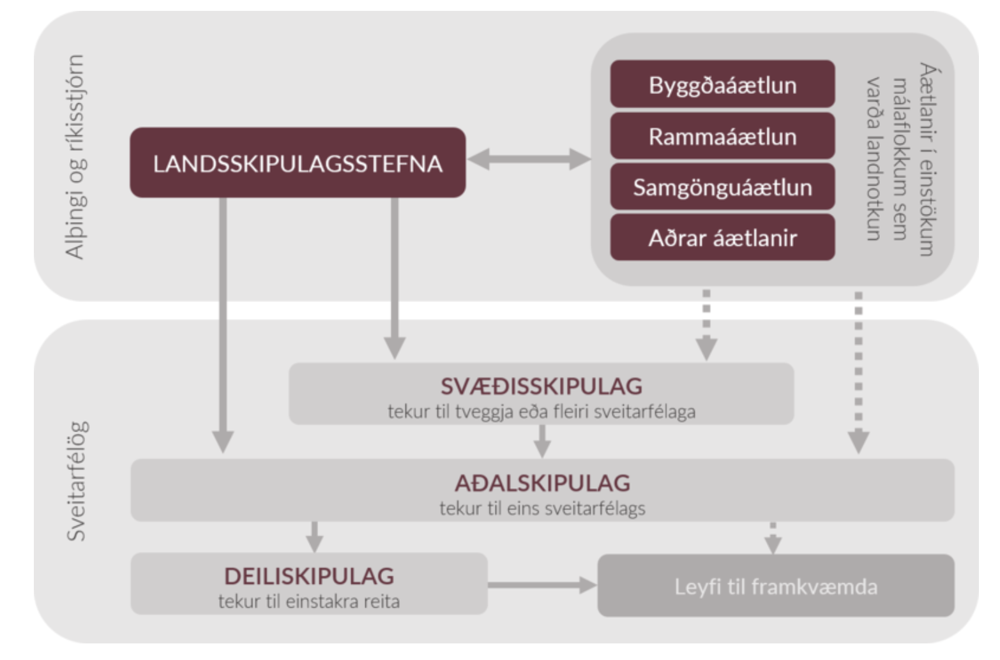 Alþingi og ríkisstjórn
LANDSSKIPULAGSSTEFNA
Byggðaáætlun
Rammaáætlun
Samgönguáætlun
Aðrar áætlanir
Áætlanir í einstökum
málaflokkum sem
varða landnotkun
Sveitarfélög
SVÆÐISSKIPULAG
tekur til tveggja eða fleiri sveitarfélaga
AÐALSKIPULAG
tekur til eins sveitarfélags
DEILISKIPULAG
tekur til einstakra reita
Leyfi til framkvæmda